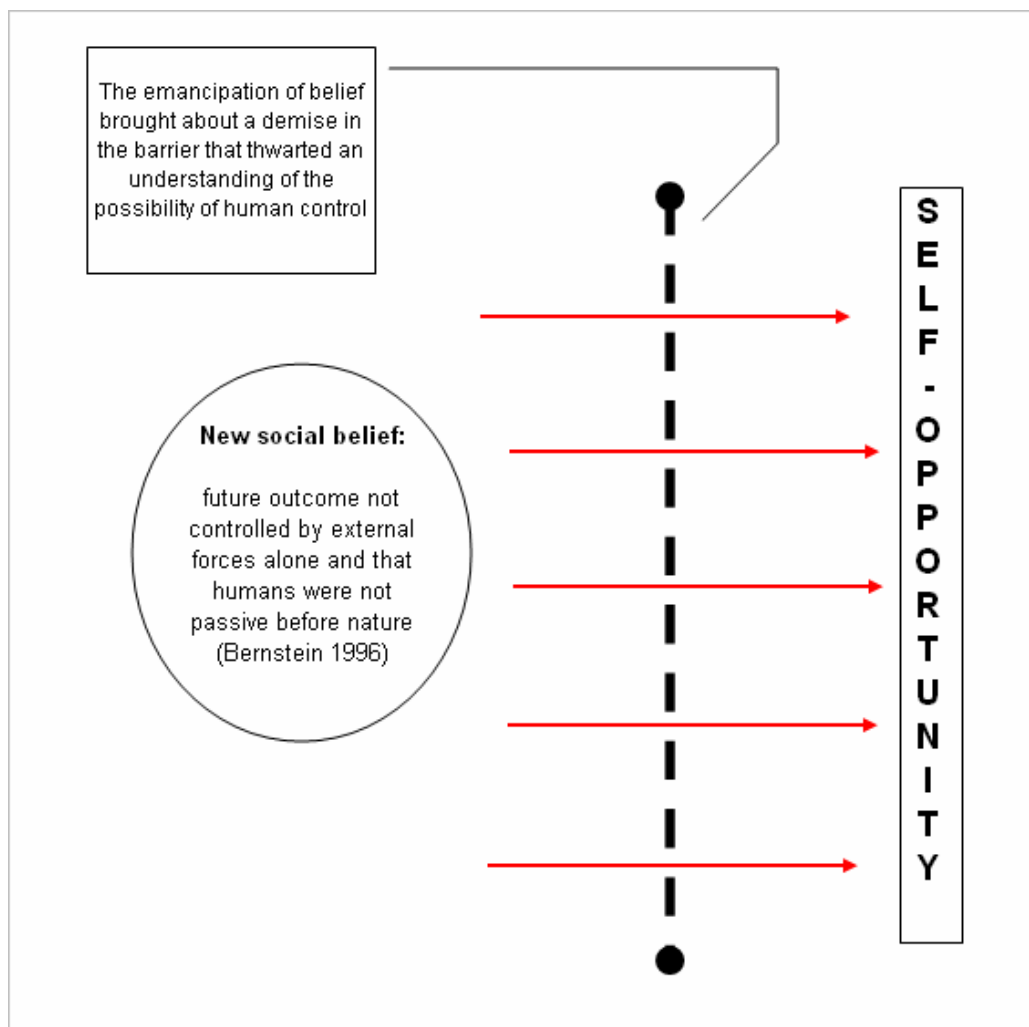 The emancipation of belief
brought about a demise in
the barrier that thwarted an
understanding of the
possibility of human control
New social belief:
future outcome not
controlled by external
forces alone and that
humans were not
passive before nature
(Bernstein 1996)
SELF-OPPORTUNITY